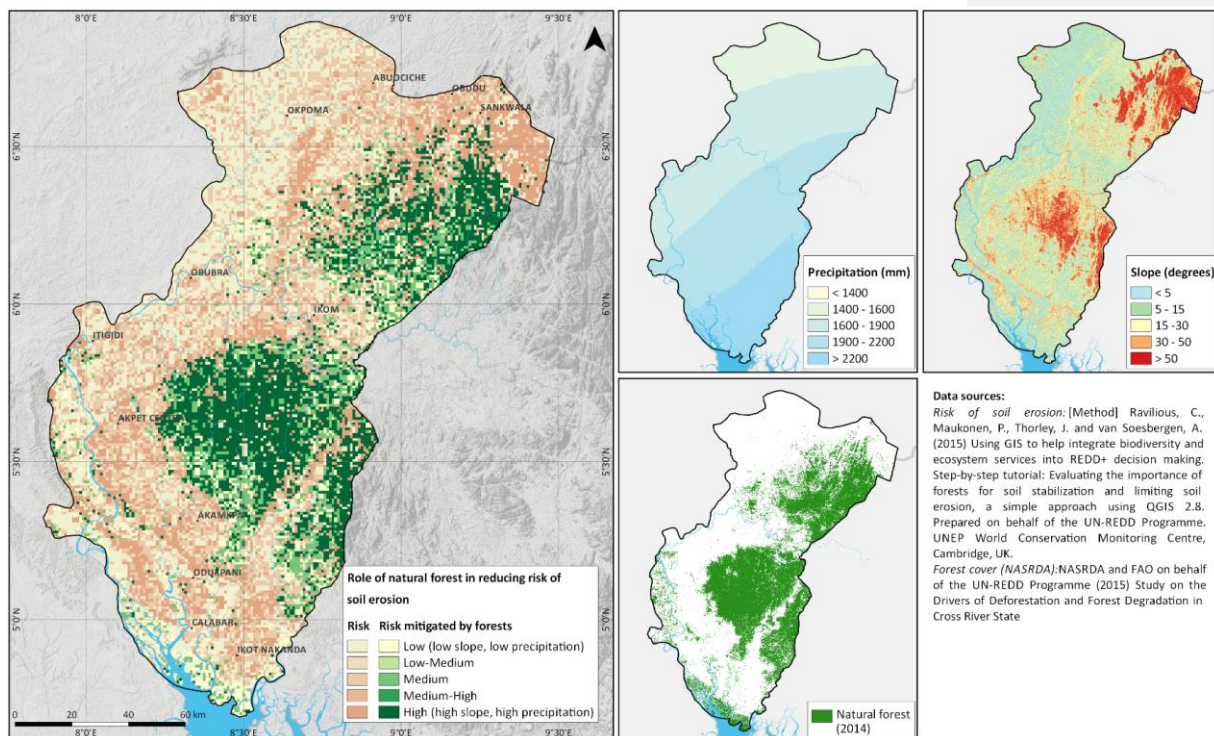 8°0'E
8°30'E
9°0'E
9°30'E
6°30'N
6°0'N
5°30'N
5°0'N
ABUOCICHE
OBUDU
SANKWALA
OKPOMA
OBUBRA
IKOM
ITIGIDI
AKPET CENTRAL
AKAMKPA
ODUKPANI
CALABAR
IKOT NAKANDA
Role of natural forest in reducing risk of
soil erosion
Risk Risk mitigated by forests
Low (low slope, low precipitation)
Low-Medium
Medium
Medium-High
High (high slope, high precipitation)
0 20 40 60 km
8°0'E
8°30'E
9°0'E
9°30'E
6°30'N
6°0'N
5°30'N
5°0'N
Precipitation (mm)
< 1400
1400 - 1600
1600 - 1900
1900 - 2200
> 2200
Slope (degrees)
< 5
5 - 15
15 -30
30 - 50
> 50
Natural forest
(2014)
Data sources:
Risk of soil erosion: [Method] Ravilious, C.,
Maukonen, P., Thorley, J. and van Soesbergen, A.
(2015) Using GIS to help integrate biodiversity and
ecosystem services into REDD+ decision making.
Step-by-step tutorial: Evaluating the importance of
forests for soil stabilization and limiting soil
erosion, a simple approach using QGIS 2.8.
Prepared on behalf of the UN-REDD Programme.
UNEP World Conservation Monitoring Centre,
Cambridge, UK.
Forest cover (NASRDA):NASRDA and FAO on behalf
of the UN-REDD Programme (2015) Study on the
Drivers of Deforestation and Forest Degradation in
Cross River State